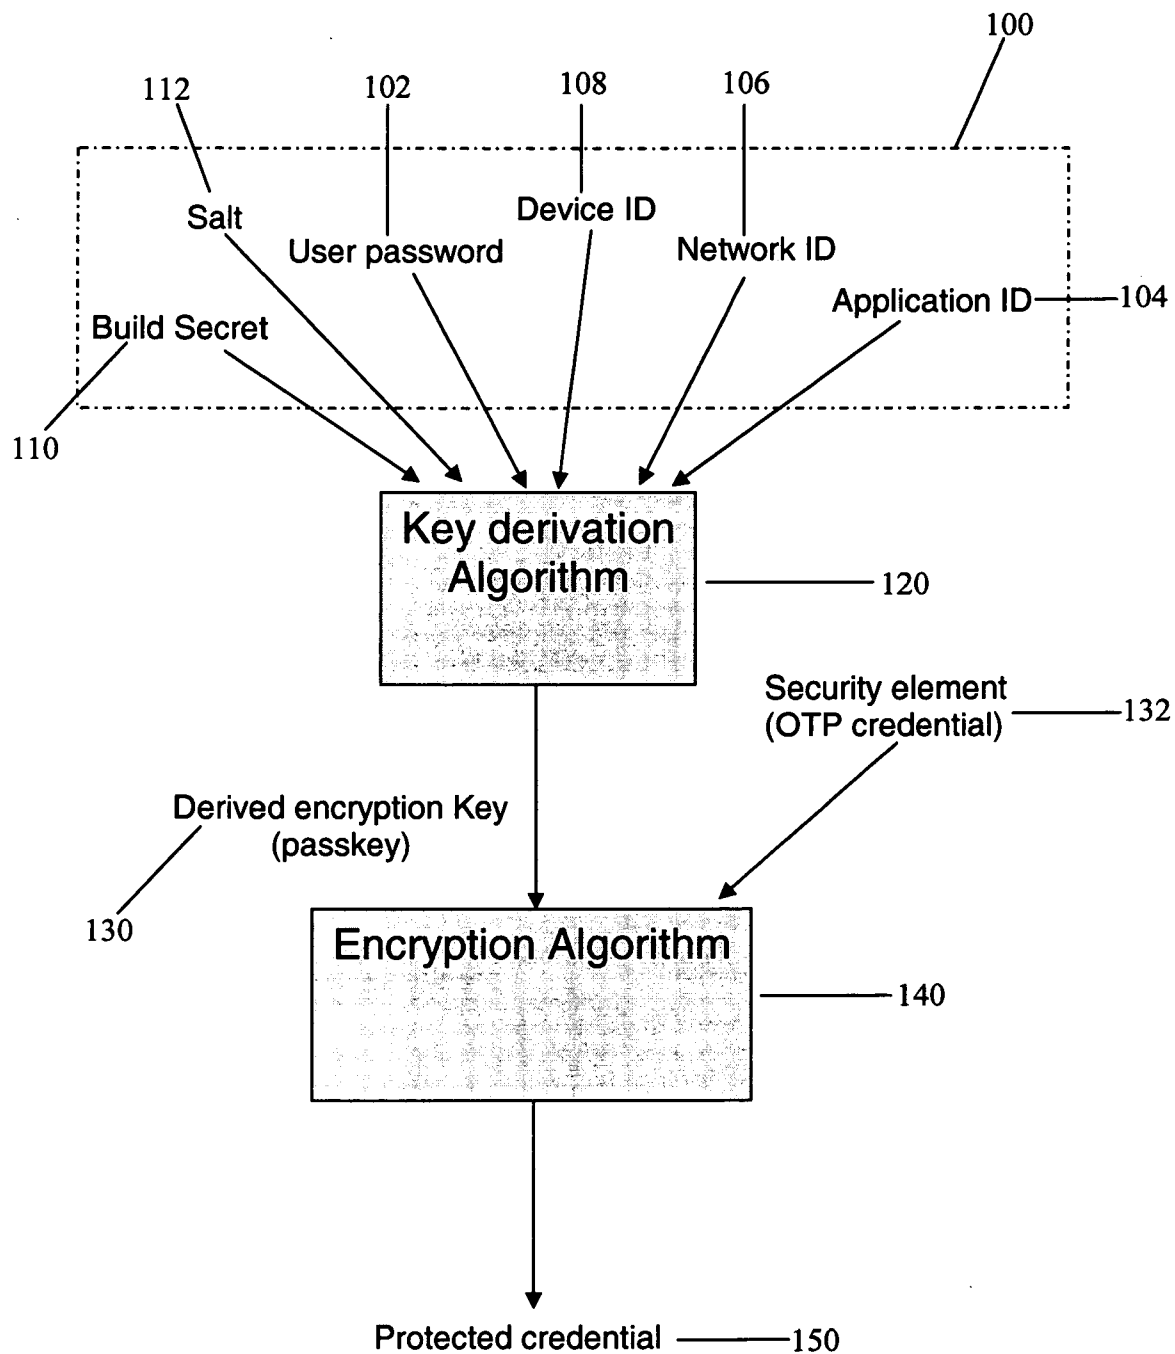 100
112
102
108
106
Salt
Device ID
User password
Network ID
Application ID
104
Build Secret
110
Key derivation
Algorithm
120
Security element
(OTP credential)
132
Derived encryption Key
(passkey)
130
Encryption Algorithm
140
Protected credential
150